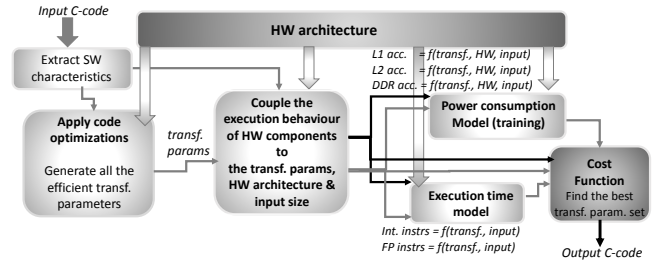 Input C-code
HW architecture
Extract SW
characteristics
L1 acc. = f(transf., HW, input)
L2 acc. = f(transf., HW, input)
DDR acc. = f(transf., HW, input)
Apply code
optimizations
Generate all the
efficient transf.
parameters
transf.
params
Couple the
execution behaviour
of HW components
to
the transf. params,
HW architecture &
input size
Power consumption
Model (training)
Execution time
model
Int. instrs = f(transf., input)
FP instrs = f(transf., input)
Cost
Function
Find the best
transf. param. set
Output C-code